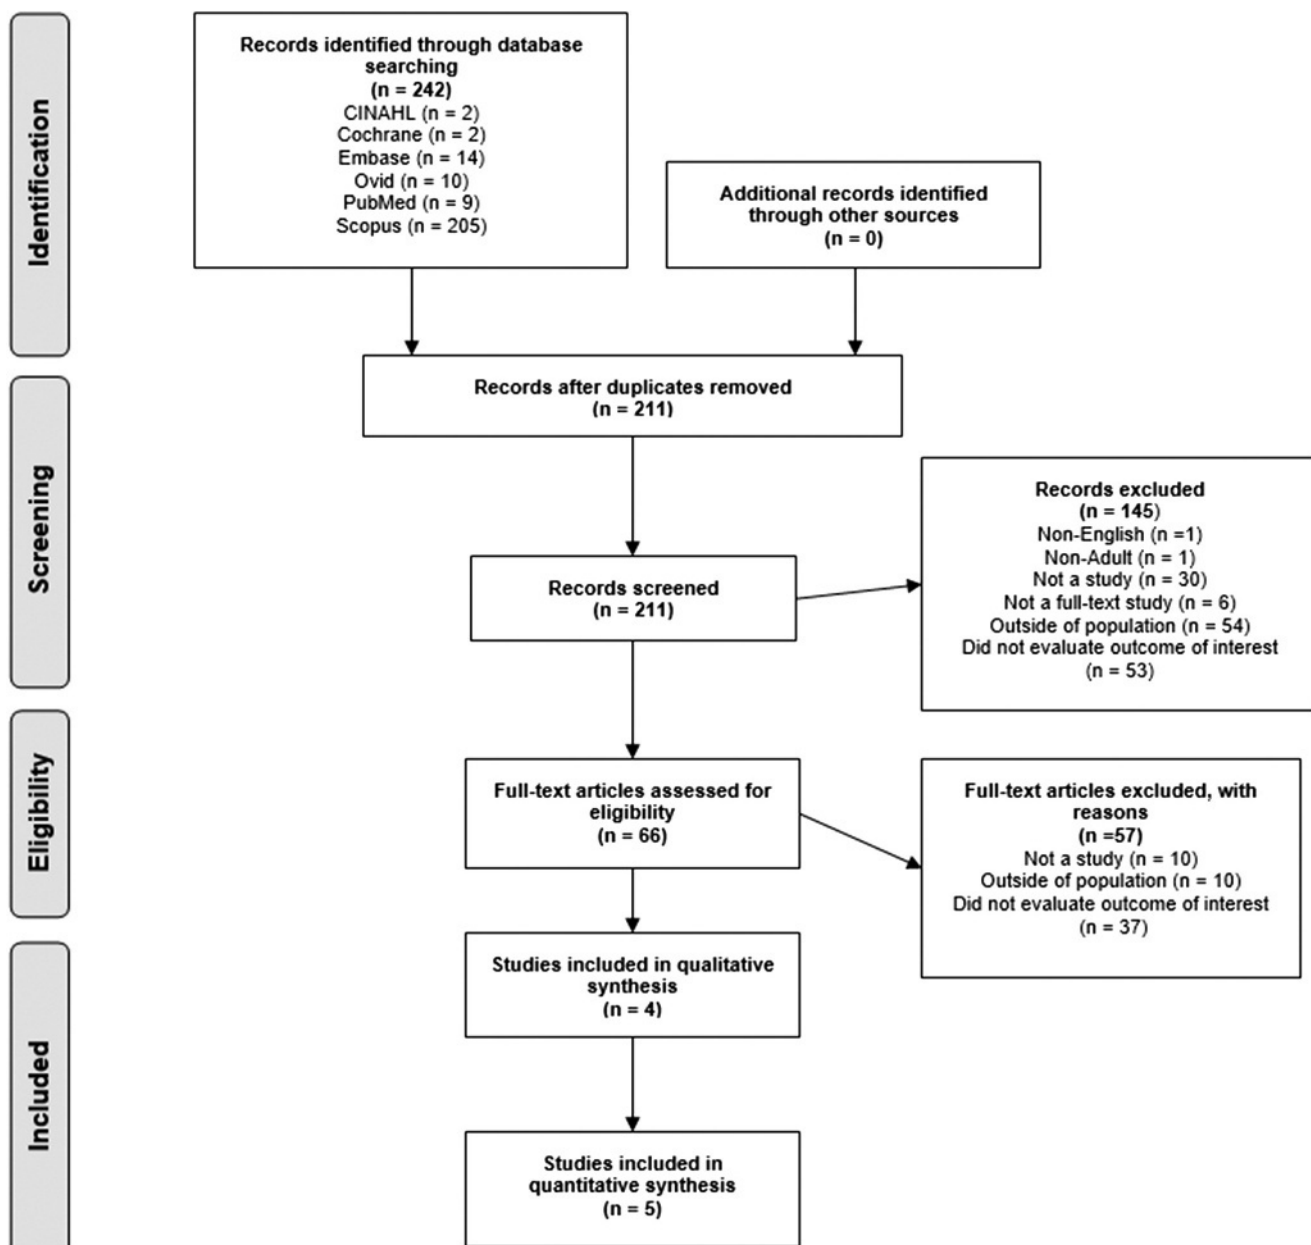 Identification
Records identified through database
searching
(n = 242)
CINAHL (n = 2)
Cochrane (n = 2)
Embase (n = 14)
Ovid (n = 10)
PubMed (n = 9)
Scopus (n = 205)
Additional records identified
through other sources
(n = 0)
Records after duplicates removed
(n = 211)
Screening
Records screened
(n = 211)
Records excluded
(n = 145)
Non-English (n =1)
Non-Adult (n = 1)
Not a study (n = 30)
Not a full-text study (n = 6)
Outside of population (n = 54)
Did not evaluate outcome of interest
(n = 53)
Eligibility
Full-text articles assessed for
eligibility
(n = 66)
Full-text articles excluded, with
reasons
(n =57)
Not a study (n = 10)
Outside of population (n = 10)
Did not evaluate outcome of interest
(n = 37)
Included
Studies included in qualitative
synthesis
(n = 4)
Studies included in
quantitative synthesis
(n = 5)